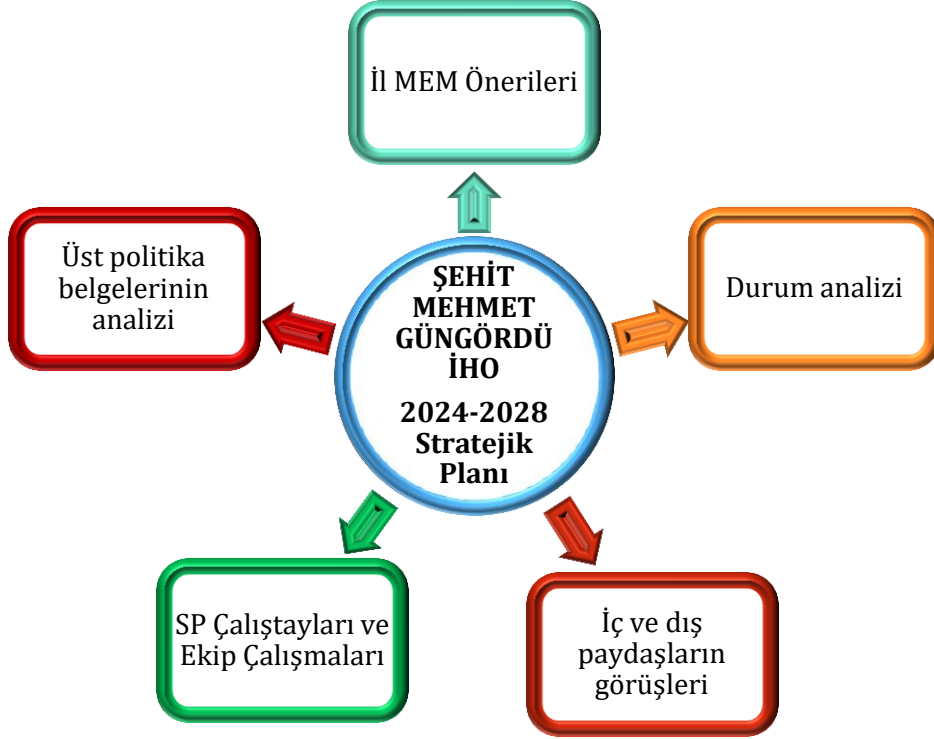 İl MEM Önerileri
Üst politika
belgelerinin
analizi
ŞEHİT
MEHMET
GÜNGÖRDÜ
İHO
2024-2028
Stratejik
Planı
Durum analizi
SP Çalıştayları ve
Ekip Çalışmaları
İç ve dış
paydaşların
görüşleri